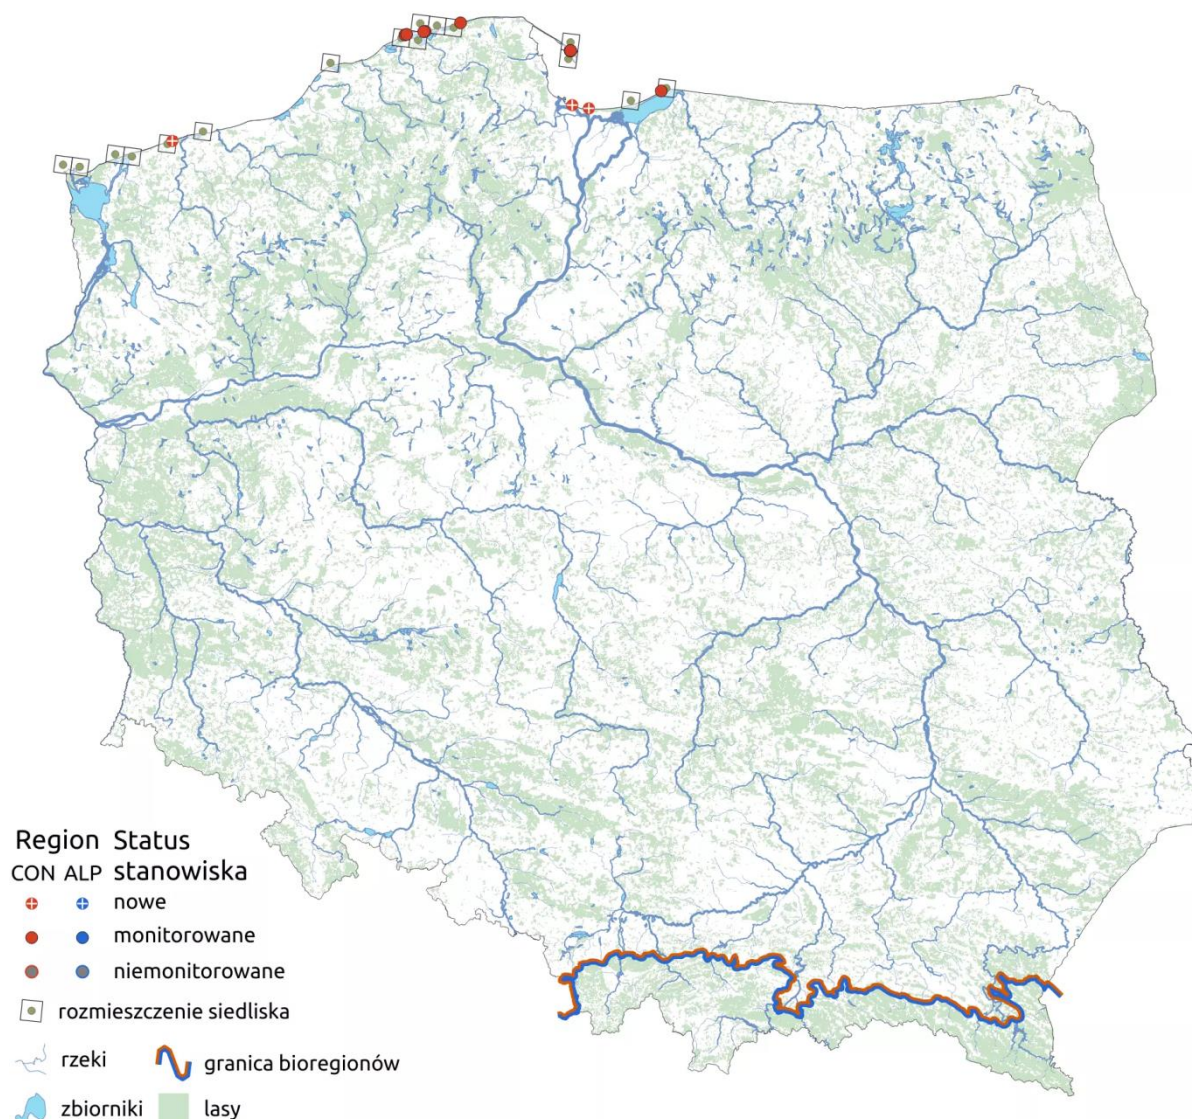 Region Status
CON ALP stanowiska
nowe
monitorowane
niemonitorowane
rozmieszczenie siedliska
rzeki granica bioregionów
zbiorniki lasy